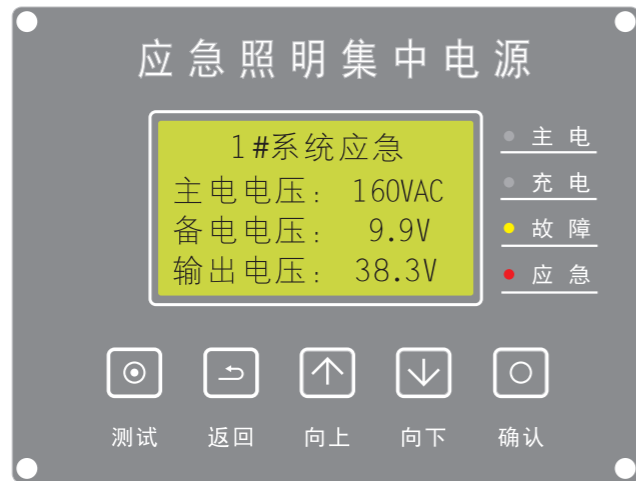 应急照明集中电源
1#系统应急
主电电压： 160VAC
备电电压： 9.9V
输出电压： 38.3V
主电
充电
故障
应急
测试 返回 向上 向下 确认